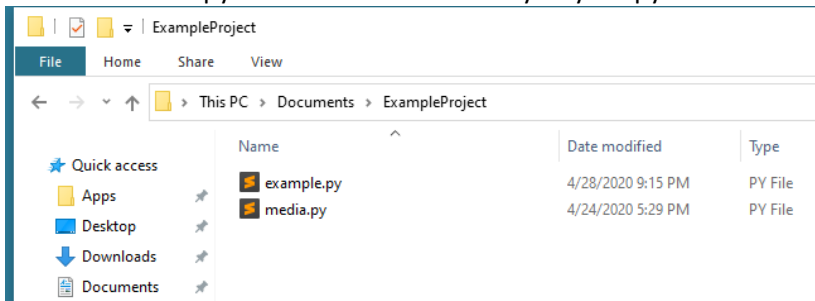 ExampleProject
File Home Share View
This PC > Documents > ExampleProject
Name Date modified Type
Quick access
example.py 4/28/2020 9:15 PM PY File
Apps
media.py 4/24/2020 5:29 PM PY File
Desktop
Downloads
Documents